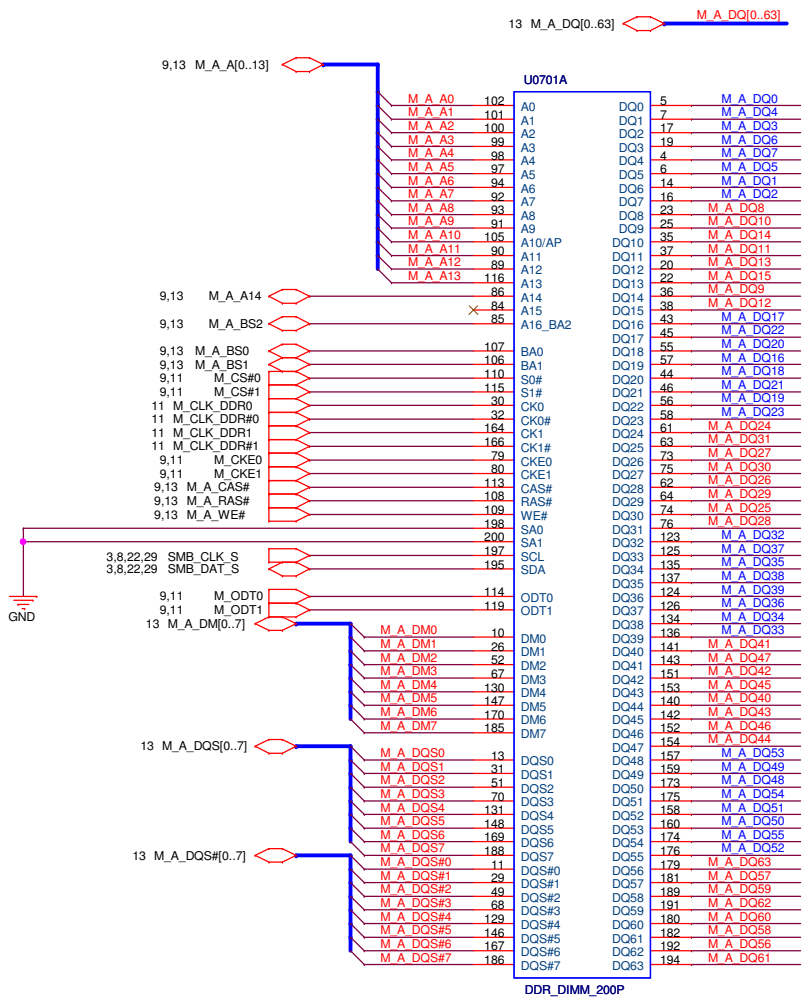 13 M_A_DQ[0..63] M_A_DQ[0..63]
9,13 M_A_A[0..13]
U0701A
M_A_A0 102 A0 DQ0 5 M_A_DQ0
M_A_A1 101 A1 DQ1 7 M_A_DQ4
M_A_A2 100 A2 DQ2 17 M_A_DQ3
M_A_A3 99 A3 DQ3 19 M_A_DQ6
M_A_A4 98 A4 DQ4 4 M_A_DQ7
M_A_A5 97 A5 DQ5 6 M_A_DQ5
M_A_A6 94 A6 DQ6 14 M_A_DQ1
M_A_A7 92 A7 DQ7 16 M_A_DQ2
M_A_A8 93 A8 DQ8 23 M_A_DQ8
M_A_A9 91 A9 DQ9 25 M_A_DQ10
M_A_A10 105 A10/AP DQ10 35 M_A_DQ14
M_A_A11 90 A11 DQ11 37 M_A_DQ11
M_A_A12 89 A12 DQ12 20 M_A_DQ13
M_A_A13 116 A13 DQ13 22 M_A_DQ15
9,13 M_A_A14 86 A14 DQ14 36 M_A_DQ9
84 A15 DQ15 38 M_A_DQ12
9,13 M_A_BS2 85 A16_BA2 DQ16 43 M_A_DQ17
DQ17 45 M_A_DQ22
9,13 M_A_BS0 107 BA0 DQ18 55 M_A_DQ20
9,13 M_A_BS1 106 BA1 DQ19 57 M_A_DQ16
9,11 M_CS#0 110 S0# DQ20 44 M_A_DQ18
9,11 M_CS#1 115 S1# DQ21 46 M_A_DQ21
11 M_CLK_DDR0 30 CK0 DQ22 56 M_A_DQ19
11 M_CLK_DDR#0 32 CK0# DQ23 58 M_A_DQ23
11 M_CLK_DDR1 164 CK1 DQ24 61 M_A_DQ24
11 M_CLK_DDR#1 166 CK1# DQ25 63 M_A_DQ31
9,11 M_CKE0 79 CKE0 DQ26 73 M_A_DQ27
9,11 M_CKE1 80 CKE1 DQ27 75 M_A_DQ30
9,13 M_A_CAS# 113 CAS# DQ28 62 M_A_DQ26
9,13 M_A_RAS# 108 RAS# DQ29 64 M_A_DQ29
9,13 M_A_WE# 109 WE# DQ30 74 M_A_DQ25
198 SA0 DQ31 76 M_A_DQ28
200 SA1 DQ32 123 M_A_DQ32
3,8,22,29 SMB_CLK_S 197 SCL DQ33 125 M_A_DQ37
3,8,22,29 SMB_DAT_S 195 SDA DQ34 135 M_A_DQ35
DQ35 137 M_A_DQ38
9,11 M_ODT0 114 ODT0 DQ36 124 M_A_DQ39
9,11 M_ODT1 119 ODT1 DQ37 126 M_A_DQ36
GND
13 M_A_DM[0..7] DQ38 134 M_A_DQ34
M_A_DM0 10 DM0 DQ39 136 M_A_DQ33
M_A_DM1 26 DM1 DQ40 141 M_A_DQ41
M_A_DM2 52 DM2 DQ41 143 M_A_DQ47
M_A_DM3 67 DM3 DQ42 151 M_A_DQ42
M_A_DM4 130 DM4 DQ43 153 M_A_DQ45
M_A_DM5 147 DM5 DQ44 140 M_A_DQ40
M_A_DM6 170 DM6 DQ45 142 M_A_DQ43
M_A_DM7 185 DM7 DQ46 152 M_A_DQ46
13 M_A_DQS[0..7] DQ47 154 M_A_DQ44
M_A_DQS0 13 DQS0 DQ48 157 M_A_DQ53
M_A_DQS1 31 DQS1 DQ49 159 M_A_DQ49
M_A_DQS2 51 DQS2 DQ50 173 M_A_DQ48
M_A_DQS3 70 DQS3 DQ51 175 M_A_DQ54
M_A_DQS4 131 DQS4 DQ52 158 M_A_DQ51
M_A_DQS5 148 DQS5 DQ53 160 M_A_DQ50
M_A_DQS6 169 DQS6 DQ54 174 M_A_DQ55
M_A_DQS7 188 DQS7 DQ55 176 M_A_DQ52
13 M_A_DQS#[0..7]
M_A_DQS#0 11 DQS#0 DQ56 179 M_A_DQ63
M_A_DQS#1 29 DQS#1 DQ57 181 M_A_DQ57
M_A_DQS#2 49 DQS#2 DQ58 189 M_A_DQ59
M_A_DQS#3 68 DQS#3 DQ59 191 M_A_DQ62
M_A_DQS#4 129 DQS#4 DQ60 180 M_A_DQ60
M_A_DQS#5 146 DQS#5 DQ61 182 M_A_DQ58
M_A_DQS#6 167 DQS#6 DQ62 192 M_A_DQ56
M_A_DQS#7 186 DQS#7 DQ63 194 M_A_DQ61
DDR_DIMM_200P